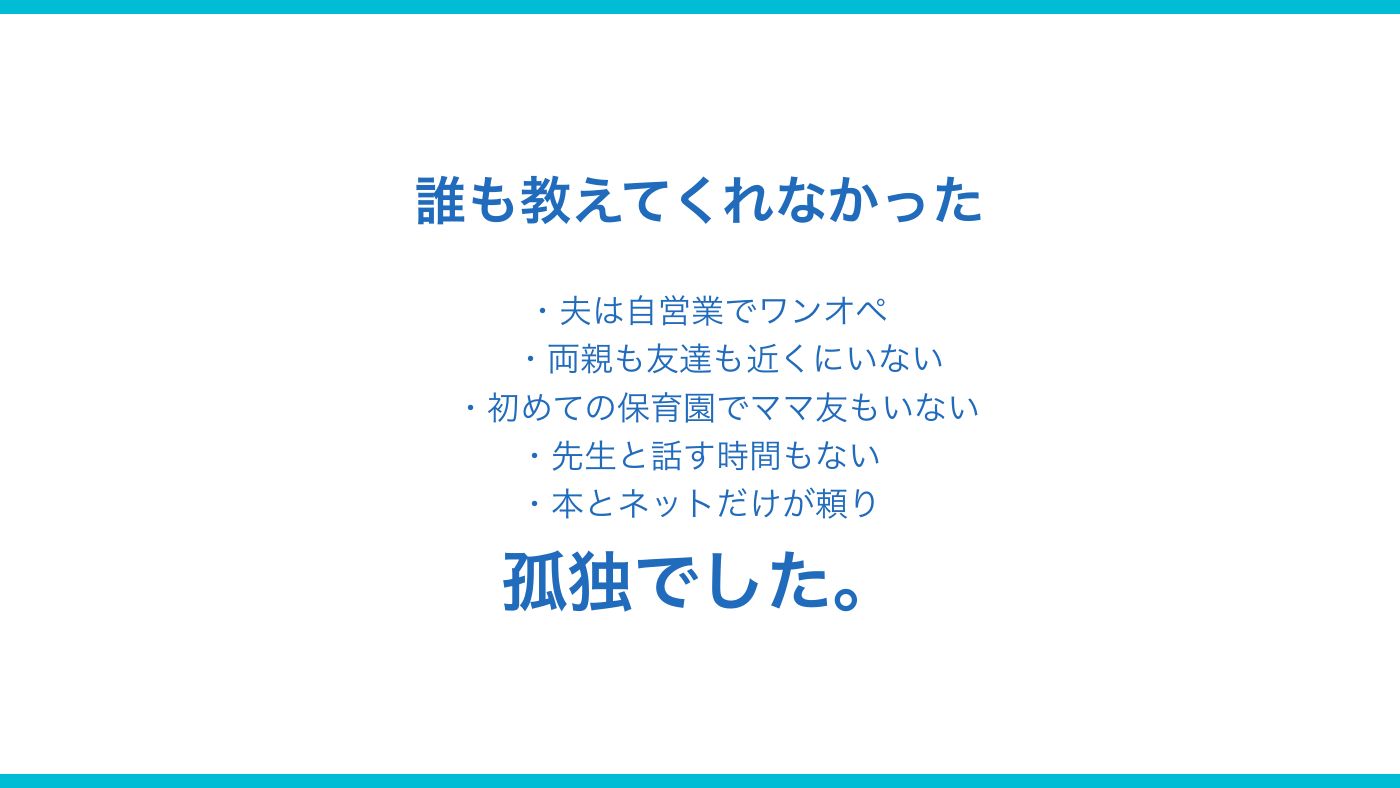 誰も教えてくれなかった
・夫は自営業でワンオペ
・両親も友達も近くにいない
・初めての保育園でママ友もいない
・先生と話す時間もない
・本とネットだけが頼り
孤独でした。